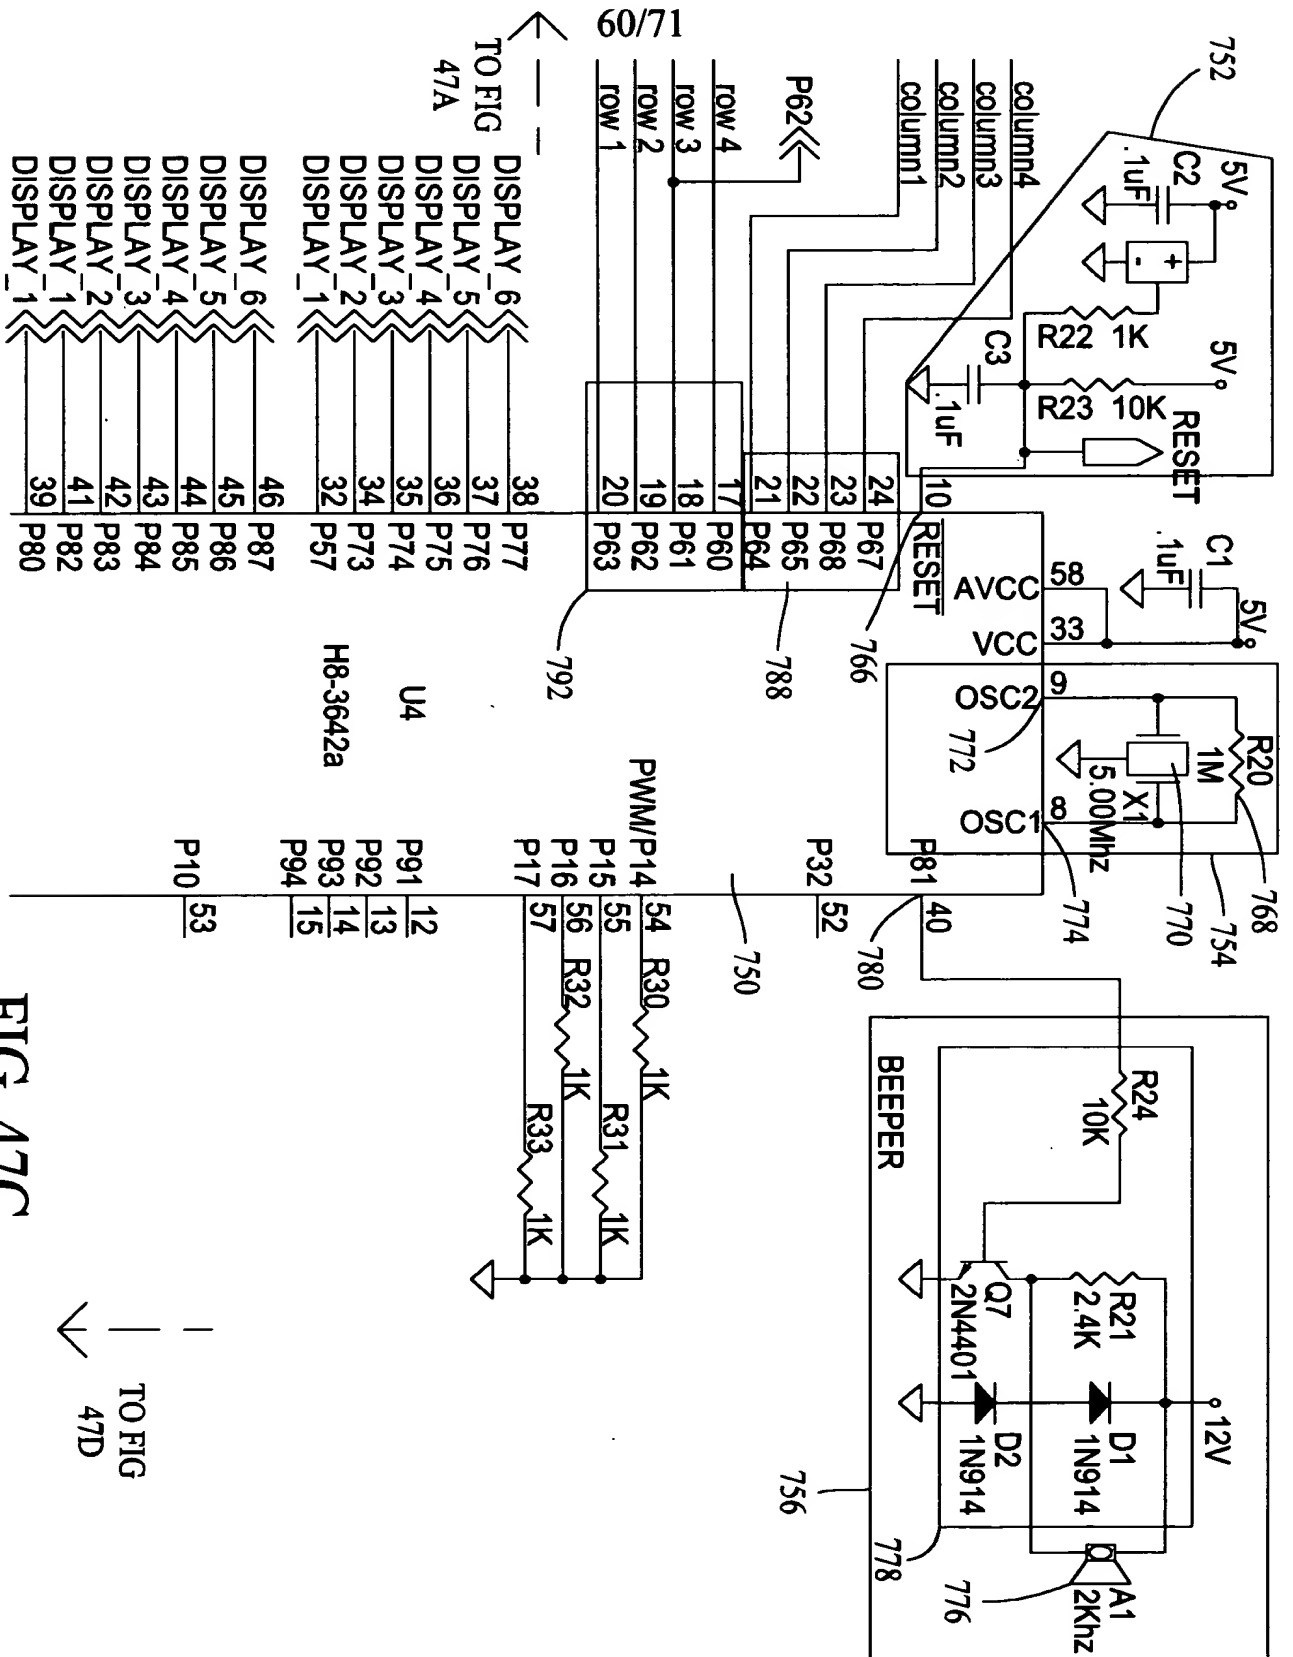 60/71
TO FIG
47A
752
5V
C2
.1uF
+
-
R22 1K
5V
R23 10K
C3
.1uF
RESET
column4
column3
column2
column1
P62
row 4
row 3
row 2
row 1
C1
.1uF
5V
10 RESET
24 P67
23 P68
22 P65
21 P64
17 P60
18 P61
19 P62
20 P63
766
788
792
DISPLAY_6 38 P77
DISPLAY_5 37 P76
DISPLAY_4 36 P75
DISPLAY_3 35 P74
DISPLAY_2 34 P73
DISPLAY_1 32 P57
DISPLAY_6 46 P87
DISPLAY_5 45 P86
DISPLAY_4 44 P85
DISPLAY_3 43 P84
DISPLAY_2 42 P83
DISPLAY_1 41 P82
DISPLAY_1 39 P80
58 AVCC
33 VCC
9 OSC2
8 OSC1
772
R20
1M
X1
5.00Mhz
768
754
770
774
U4
H8-3642a
750
P81 40
780
P32 52
PWM/P14 54
P15 55
P16 56
P17 57
P91 12
P92 13
P93 14
P94 15
P10 53
R30 1K
R31 1K
R32 1K
R33 1K
BEEPER
R24
10K
Q7
2N4401
R21
2.4K
12V
D1
1N914
D2
1N914
A1
2Khz
756
778
776
TO FIG
47D
FIG 47C